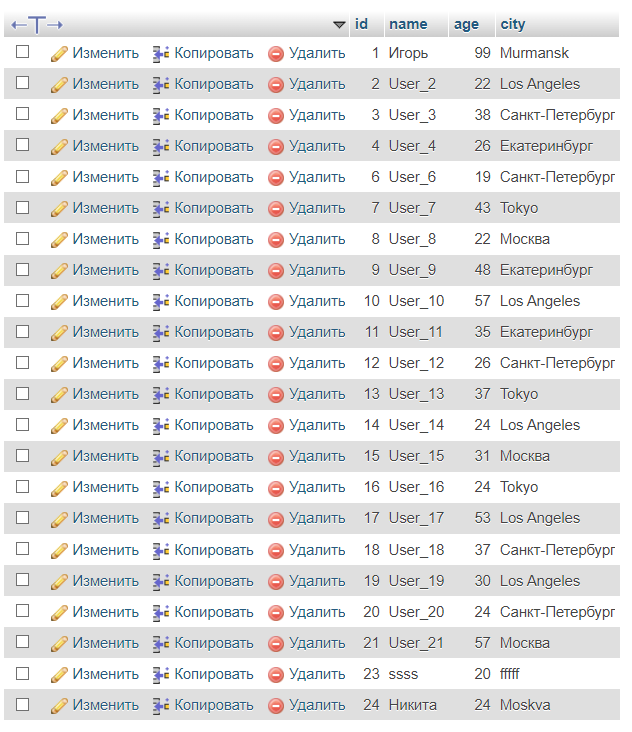 id name age city
Изменить Копировать Удалить 1 Игорь 99 Murmansk
Изменить Копировать Удалить 2 User_2 22 Los Angeles
Изменить Копировать Удалить 3 User_3 38 Санкт-Петербург
Изменить Копировать Удалить 4 User_4 26 Екатеринбург
Изменить Копировать Удалить 6 User_6 19 Санкт-Петербург
Изменить Копировать Удалить 7 User_7 43 Tokyo
Изменить Копировать Удалить 8 User_8 22 Москва
Изменить Копировать Удалить 9 User_9 48 Екатеринбург
Изменить Копировать Удалить 10 User_10 57 Los Angeles
Изменить Копировать Удалить 11 User_11 35 Екатеринбург
Изменить Копировать Удалить 12 User_12 26 Санкт-Петербург
Изменить Копировать Удалить 13 User_13 37 Tokyo
Изменить Копировать Удалить 14 User_14 24 Los Angeles
Изменить Копировать Удалить 15 User_15 31 Москва
Изменить Копировать Удалить 16 User_16 24 Tokyo
Изменить Копировать Удалить 17 User_17 53 Los Angeles
Изменить Копировать Удалить 18 User_18 37 Санкт-Петербург
Изменить Копировать Удалить 19 User_19 30 Los Angeles
Изменить Копировать Удалить 20 User_20 24 Санкт-Петербург
Изменить Копировать Удалить 21 User_21 57 Москва
Изменить Копировать Удалить 23 ssss 20 fffff
Изменить Копировать Удалить 24 Никита 24 Moskva